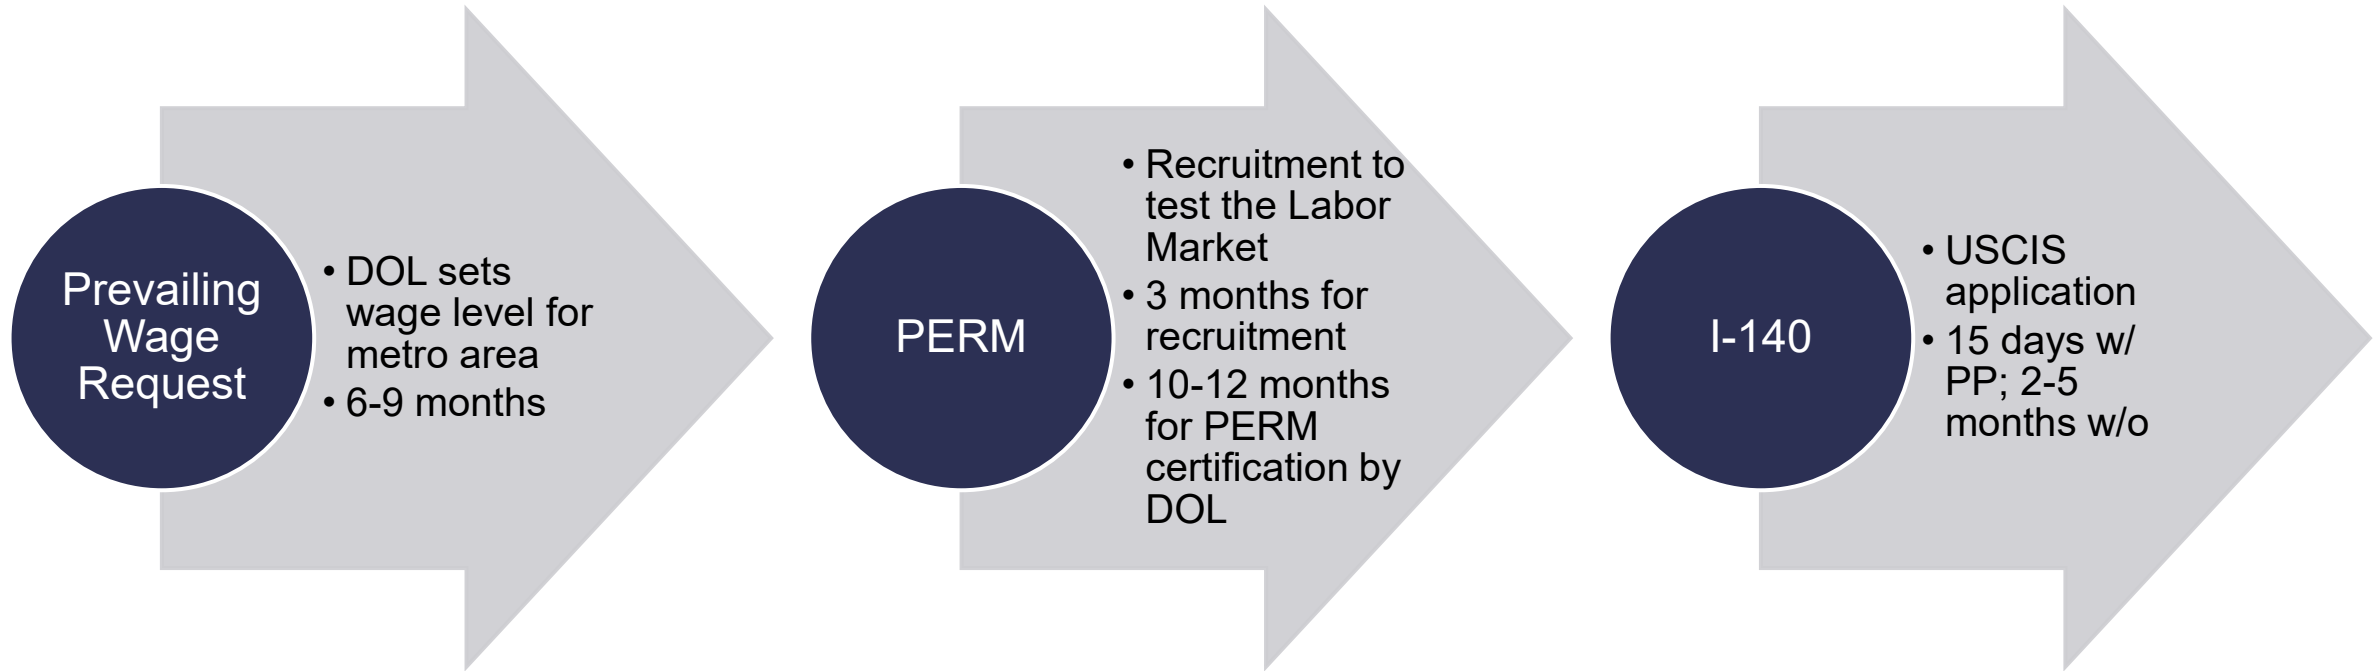 Prevailing
Wage
Request
• DOL sets
wage level for
metro area
• 6-9 months
PERM
• Recruitment to
test the Labor
Market
• 3 months for
recruitment
• 10-12 months
for PERM
certification by
DOL
I-140
• USCIS
application
• 15 days w/
PP; 2-5
months w/o